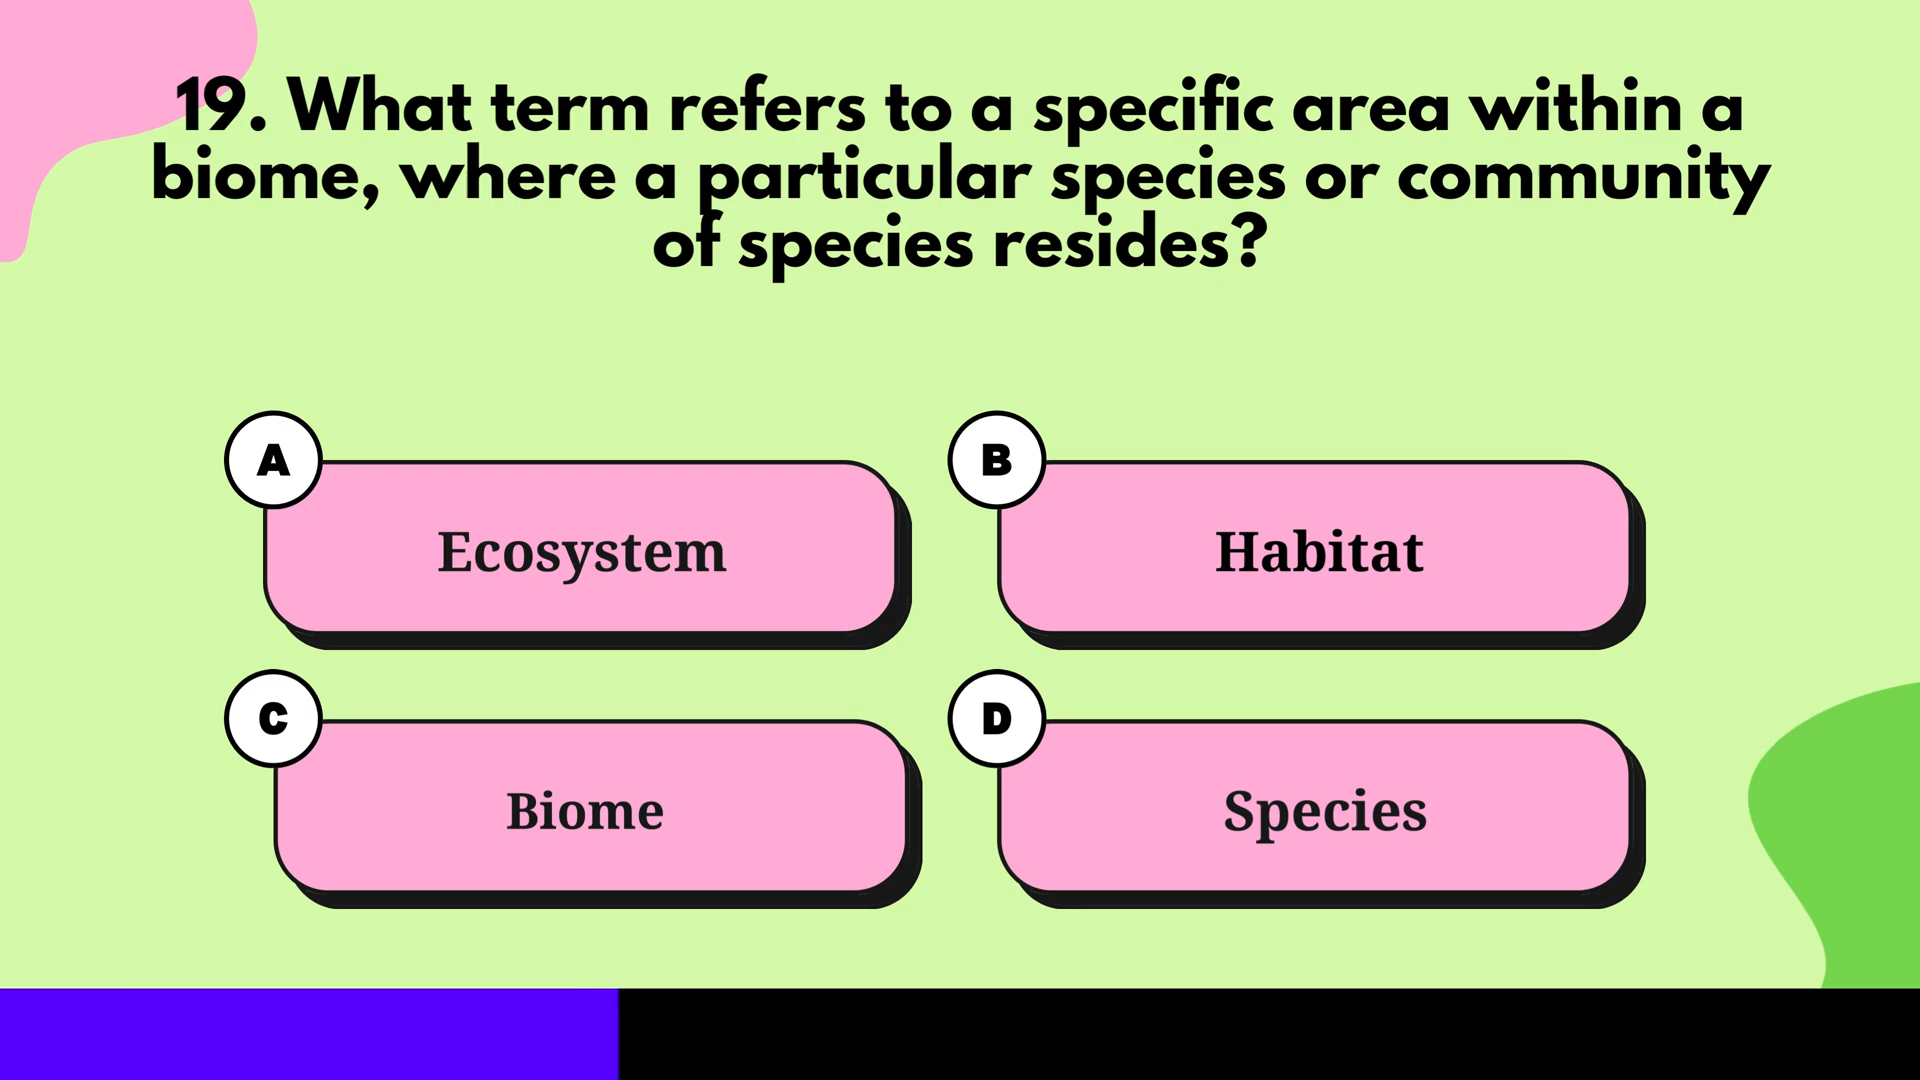 19. What term refers to a specific area within a
biome, where a particular species or community
of species resides?
A
Ecosystem
B
Habitat
C
Biome
D
Species